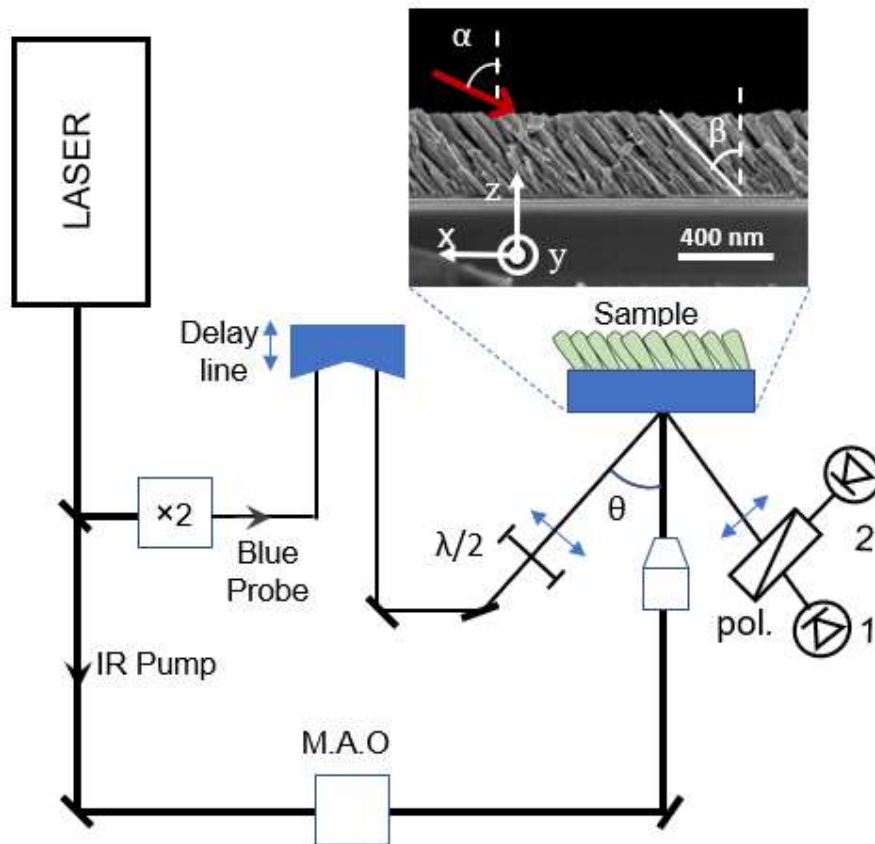 LASER
α
β
z
x
y
400 nm
Delay
line
Sample
×2
Blue
Probe
λ/2
θ
2
pol.
1
IR Pump
M.A.O